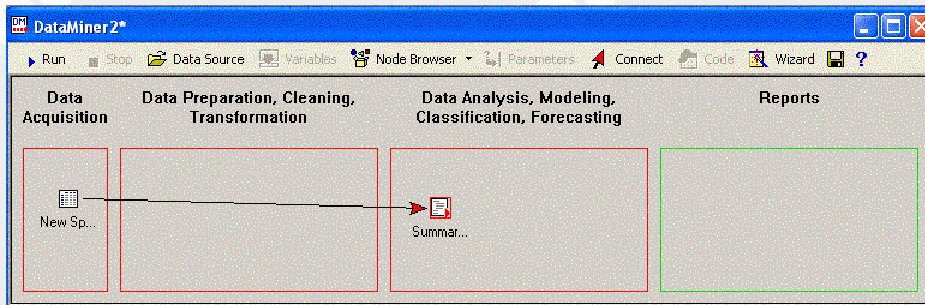 DM
DataMiner2*
Run Stop Data Source Variables Node Browser Parameters Connect Code Wizard ?
Data Acquisition
Data Preparation, Cleaning, Transformation
Data Analysis, Modeling, Classification, Forecasting
Reports
New Sp...
Summar...